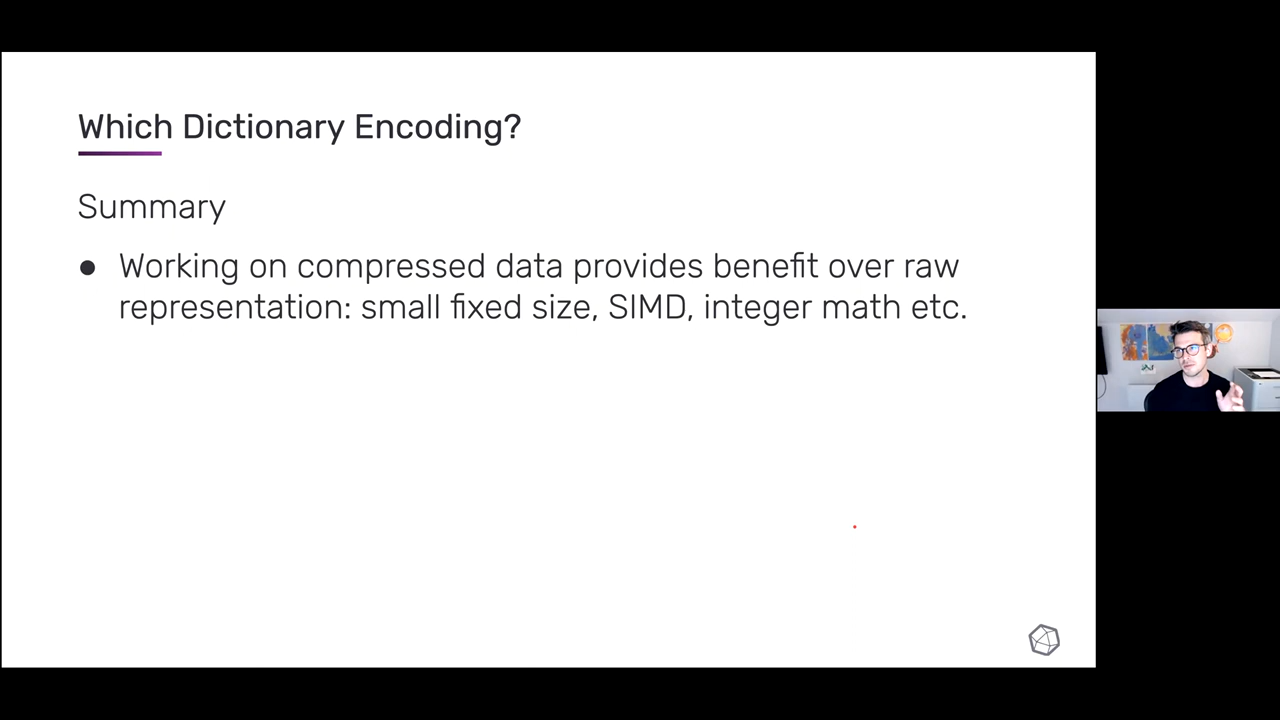 Which Dictionary Encoding?
Summary
● Working on compressed data provides benefit over raw
representation: small fixed size, SIMD, integer math etc.